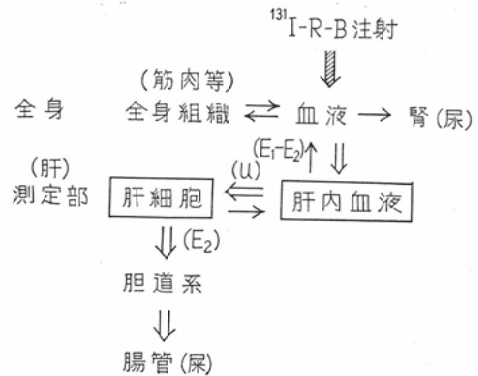 ¹³¹I-R-B注射
(筋肉等)
全身 全身組織 ⇌ 血液 → 腎(尿)
(E₁-E₂)
(肝) (u)
測定部 肝細胞 肝内血液
(E₂)
胆道系
腸管(屎)